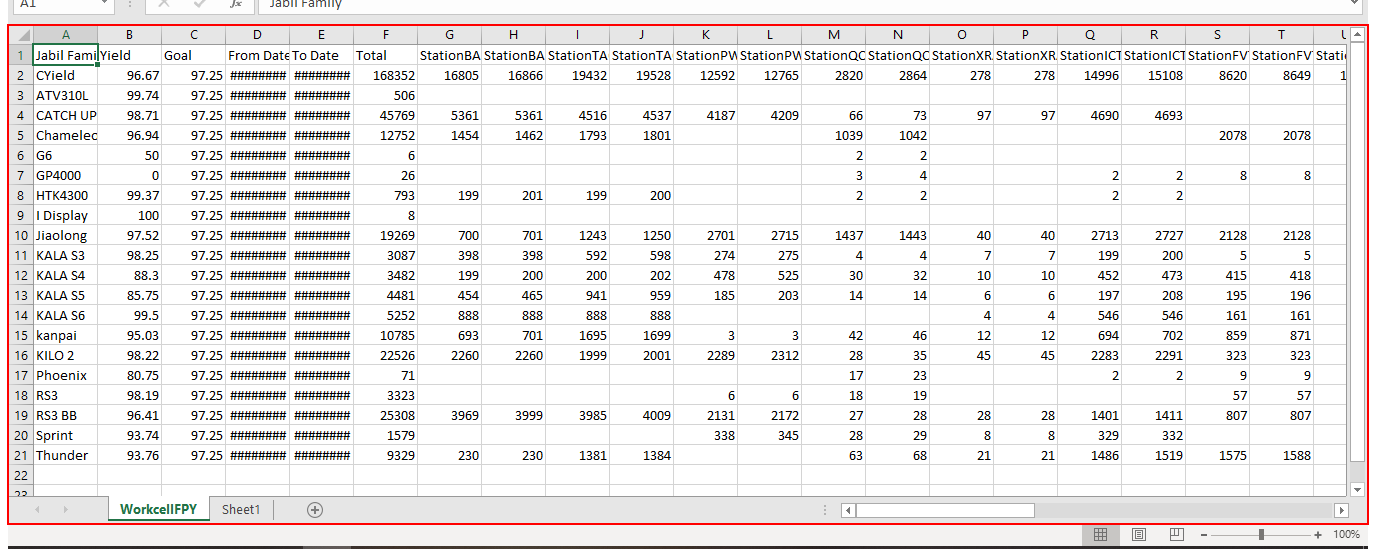 A1 fx Jabil Family
A B C D E F G H I J K L M N O P Q R S T U
1 Jabil Fami Yield Goal From Date To Date Total StationBA StationBA StationTA StationTA StationPW StationPW StationQC StationQC StationXR StationXR StationICT StationICT StationFV StationFV Stati
2 CYield 96.67 97.25 ######## ######## 168352 16805 16866 19432 19528 12592 12765 2820 2864 278 278 14996 15108 8620 8649 1
3 ATV310L 99.74 97.25 ######## ######## 506
4 CATCH UP 98.71 97.25 ######## ######## 45769 5361 5361 4516 4537 4187 4209 66 73 97 97 4690 4693
5 Chameleo 96.94 97.25 ######## ######## 12752 1454 1462 1793 1801 1039 1042 2078 2078
6 G6 50 97.25 ######## ######## 6 2 2
7 GP4000 0 97.25 ######## ######## 26 3 4 2 2 8 8
8 HTK4300 99.37 97.25 ######## ######## 793 199 201 199 200 2 2 2 2
9 I Display 100 97.25 ######## ######## 8
10 Jiaolong 97.52 97.25 ######## ######## 19269 700 701 1243 1250 2701 2715 1437 1443 40 40 2713 2727 2128 2128
11 KALA S3 98.25 97.25 ######## ######## 3087 398 398 592 598 274 275 4 4 7 7 199 200 5 5
12 KALA S4 88.3 97.25 ######## ######## 3482 199 200 200 202 478 525 30 32 10 10 452 473 415 418
13 KALA S5 85.75 97.25 ######## ######## 4481 454 465 941 959 185 203 14 14 6 6 197 208 195 196
14 KALA S6 99.5 97.25 ######## ######## 5252 888 888 888 888 4 4 546 546 161 161
15 kanpai 95.03 97.25 ######## ######## 10785 693 701 1695 1699 3 3 42 46 12 12 694 702 859 871
16 KILO 2 98.22 97.25 ######## ######## 22526 2260 2260 1999 2001 2289 2312 28 35 45 45 2283 2291 323 323
17 Phoenix 80.75 97.25 ######## ######## 71 17 23 2 2 9 9
18 RS3 98.19 97.25 ######## ######## 3323 6 6 18 19 57 57
19 RS3 BB 96.41 97.25 ######## ######## 25308 3969 3999 3985 4009 2131 2172 27 28 28 28 1401 1411 807 807
20 Sprint 93.74 97.25 ######## ######## 1579 338 345 28 29 8 8 329 332
21 Thunder 93.76 97.25 ######## ######## 9329 230 230 1381 1384 63 68 21 21 1486 1519 1575 1588
22
23
WorkcellFPY Sheet1
100%